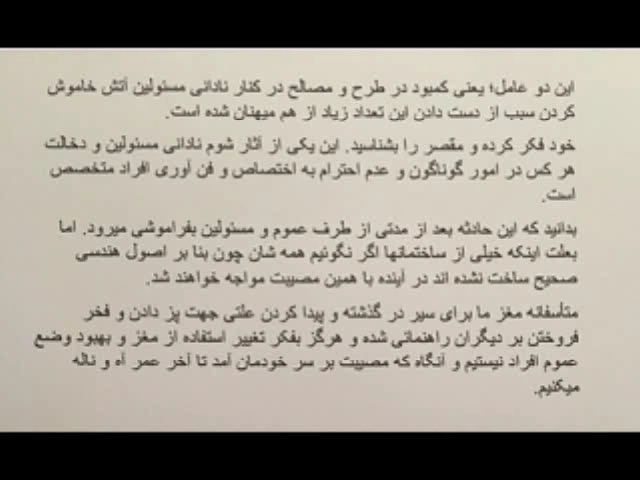 این دو عامل؛ یعنی کمبود در طرح و مصالح در کنار نادانی مسئولین آتش خاموش
کردن سبب از دست دادن این تعداد زیاد از هم میهنان شده است.
خود فکر کرده و مقصر را بشناسید. این یکی از آثار شوم نادانی مسئولین و دخالت
هر کس در امور گوناگون و عدم احترام به اختصاص و فن آوری افراد متخصص
است.
بدانید که این حادثه بعد از مدتی از طرف عموم و مسئولین بفراموشی میرود. اما
بعلت اینکه خیلی از ساختمانها اگر نگوئیم همه شان چون بنا بر اصول هندسی
صحیح ساخت نشده اند در آینده با همین مصیبت مواجه خواهند شد.
متأسفانه مغز ما برای سیر در گذشته و پیدا کردن علتی جهت پز دادن و فخر
فروختن بر دیگران راهنمائی شده و هرگز بفکر تغییر استفاده از مغز و بهبود وضع
عموم افراد نیستیم و آنگاه که مصیبت بر سر خودمان آمد تا آخر عمر آه و ناله
میکنیم.